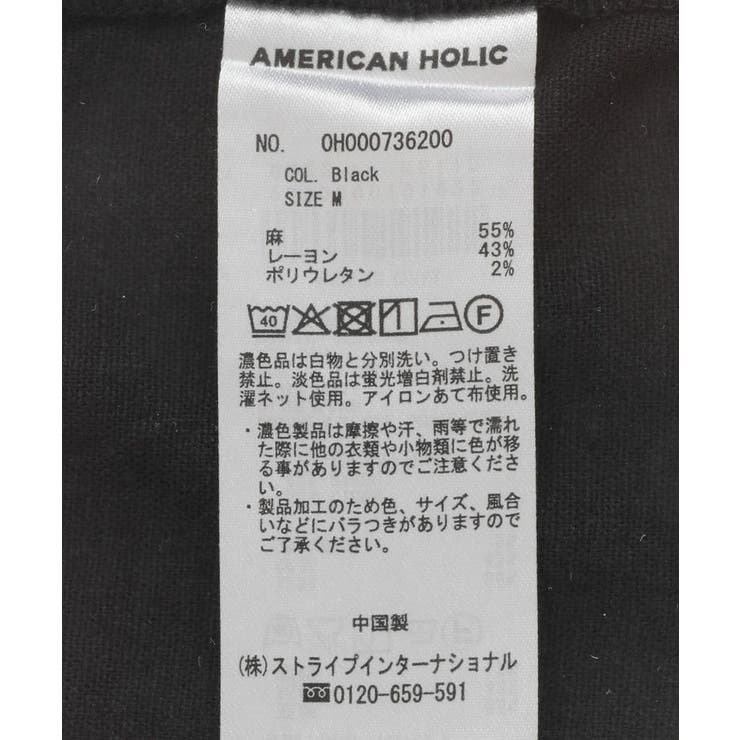 AMERICAN HOLIC
NO. 0H000736200
COL. Black
SIZE M
麻 55%
レーヨン 43%
ポリウレタン 2%
40 F
濃色品は白物と分別洗い。つけ置き
禁止。淡色品は蛍光増白剤禁止。洗
濯ネット使用。アイロンあて布使用。
・濃色製品は摩擦や汗、雨等で濡れ
た際に他の衣類や小物類に色が移
る事がありますのでご注意くださ
い。
・製品加工のため色、サイズ、風合
いなどにバラつきがありますので
ご了承ください。
中国製
(株)ストライプインターナショナル
0120-659-591